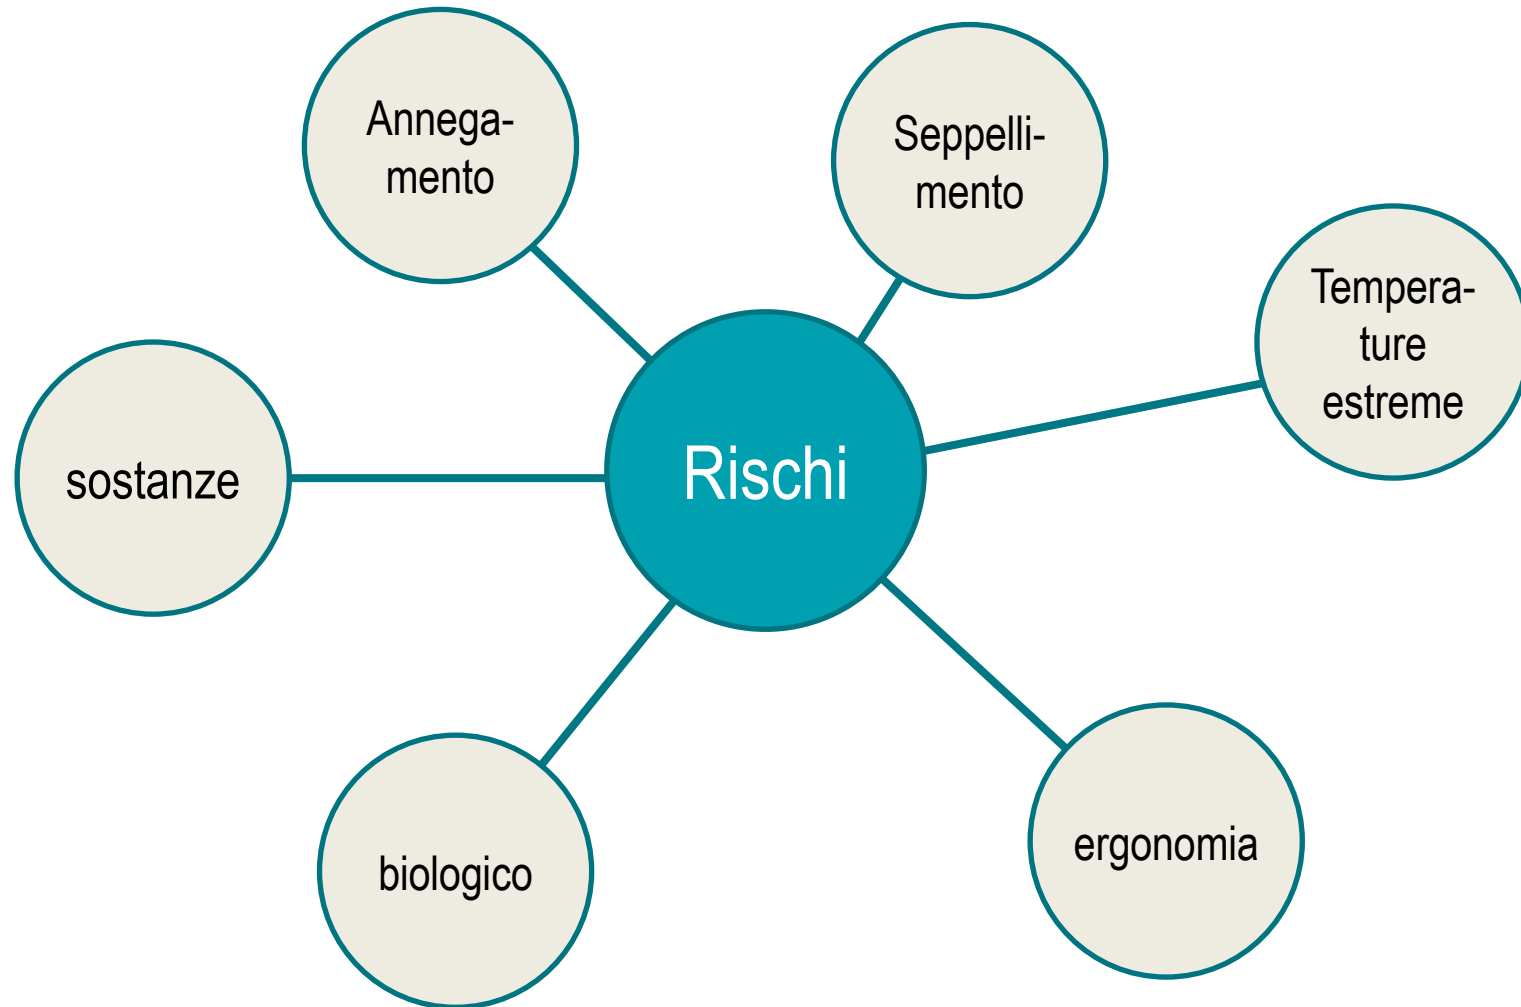 Annega-
mento
Seppelli-
mento
Tempera-
ture
estreme
sostanze
Rischi
biologico
ergonomia